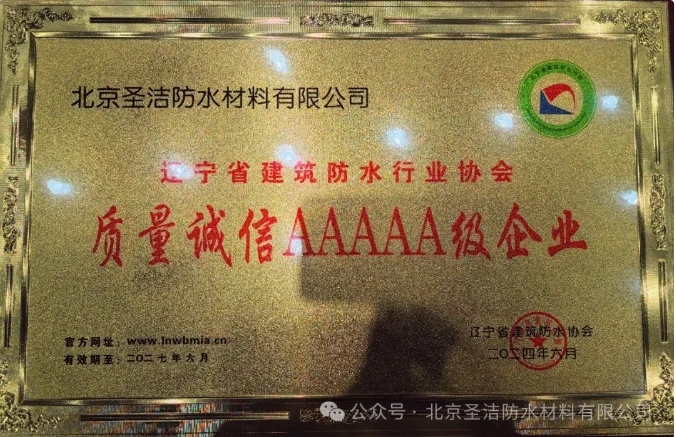 北京圣洁防水材料有限公司
辽宁省建筑防水行业协会
质量诚信AAAAA级企业
官方网址：www.lnwbmia.cn
有效期至：二〇二七年六月
辽宁省建筑防水协会
二〇二四年六月
公众号·北京圣洁防水材料有限公司